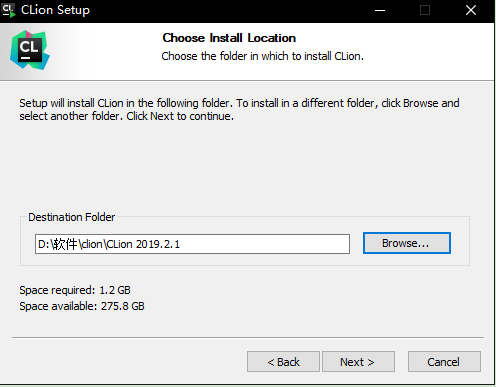 CLion Setup
CL
Choose Install Location
Choose the folder in which to install CLion.
Setup will install CLion in the following folder. To install in a different folder, click Browse and
select another folder. Click Next to continue.
Destination Folder
D:\软件\clion\CLion 2019.2.1
Browse...
Space required: 1.2 GB
Space available: 275.8 GB
< Back
Next >
Cancel